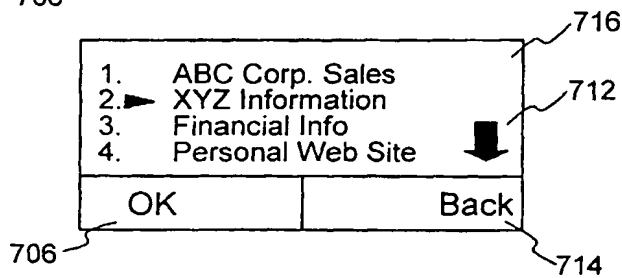 716
1. ABC Corp. Sales
2. XYZ Information
712
3. Financial Info
4. Personal Web Site
OK Back
706
714